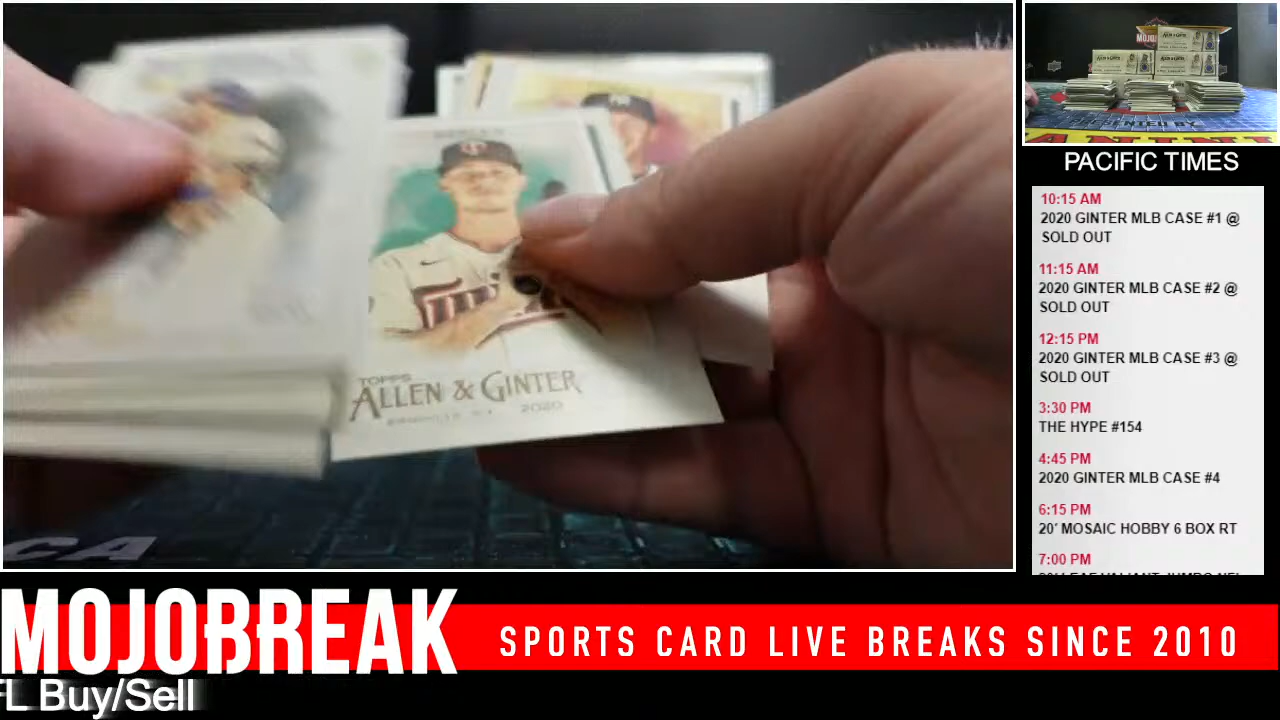 TOPPS
ALLEN & GINTER
2020
CA
PACIFIC TIMES
10:15 AM
2020 GINTER MLB CASE #1 @
SOLD OUT
11:15 AM
2020 GINTER MLB CASE #2 @
SOLD OUT
12:15 PM
2020 GINTER MLB CASE #3 @
SOLD OUT
3:30 PM
THE HYPE #154
4:45 PM
2020 GINTER MLB CASE #4
6:15 PM
20' MOSAIC HOBBY 6 BOX RT
7:00 PM
MOJOBREAK
SPORTS CARD LIVE BREAKS SINCE 2010
FL Buy/Sell